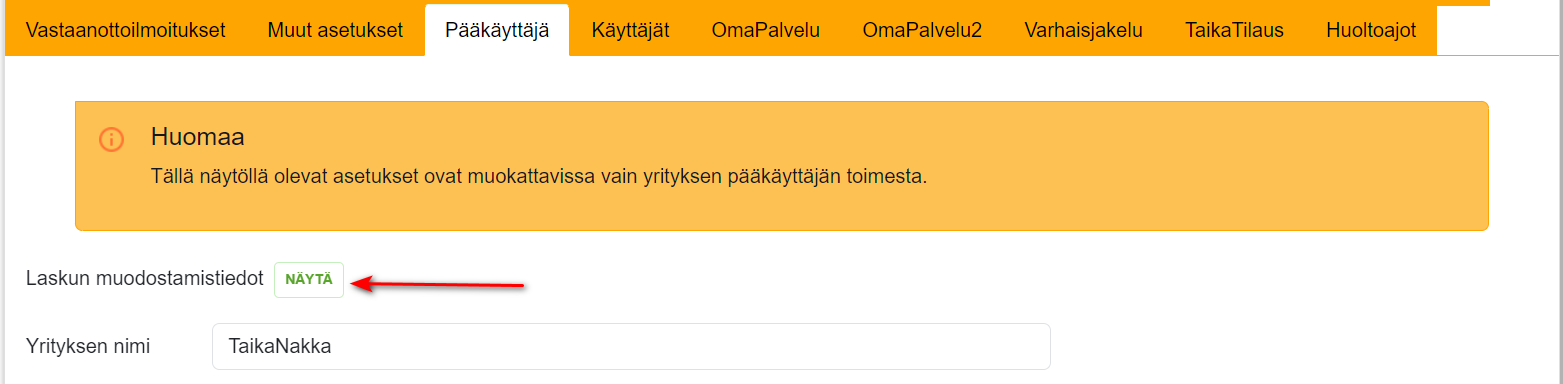 Vastaanottoilmoitukset Muut asetukset Pääkäyttäjä Käyttäjät OmaPalvelu OmaPalvelu2 Varhaisjakelu TaikaTilaus Huoltoajot
Huomaa
Tällä näytöllä olevat asetukset ovat muokattavissa vain yrityksen pääkäyttäjän toimesta.
Laskun muodostamistiedot NÄYTÄ
Yrityksen nimi TaikaNakka